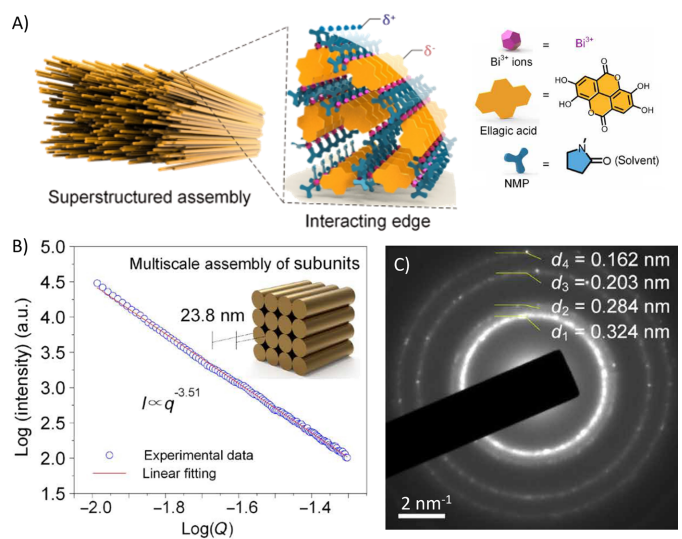 A)
δ⁺
δ⁻
Superstructured assembly
Interacting edge
Bi³⁺ ions = Bi³⁺
Ellagic acid =
O
O
HO
OH
HO
OH
O
O
NMP =
N
O (Solvent)
B)
Multiscale assembly of subunits
23.8 nm
I∝q⁻³·⁵¹
Experimental data
Linear fitting
Log (intensity) (a.u.)
5.0
4.5
4.0
3.5
3.0
2.5
2.0
1.5
−2.0 −1.8 −1.6 −1.4 −1.2
Log(Q)
C)
d₄ = 0.162 nm
d₃ = 0.203 nm
d₂ = 0.284 nm
d₁ = 0.324 nm
2 nm⁻¹